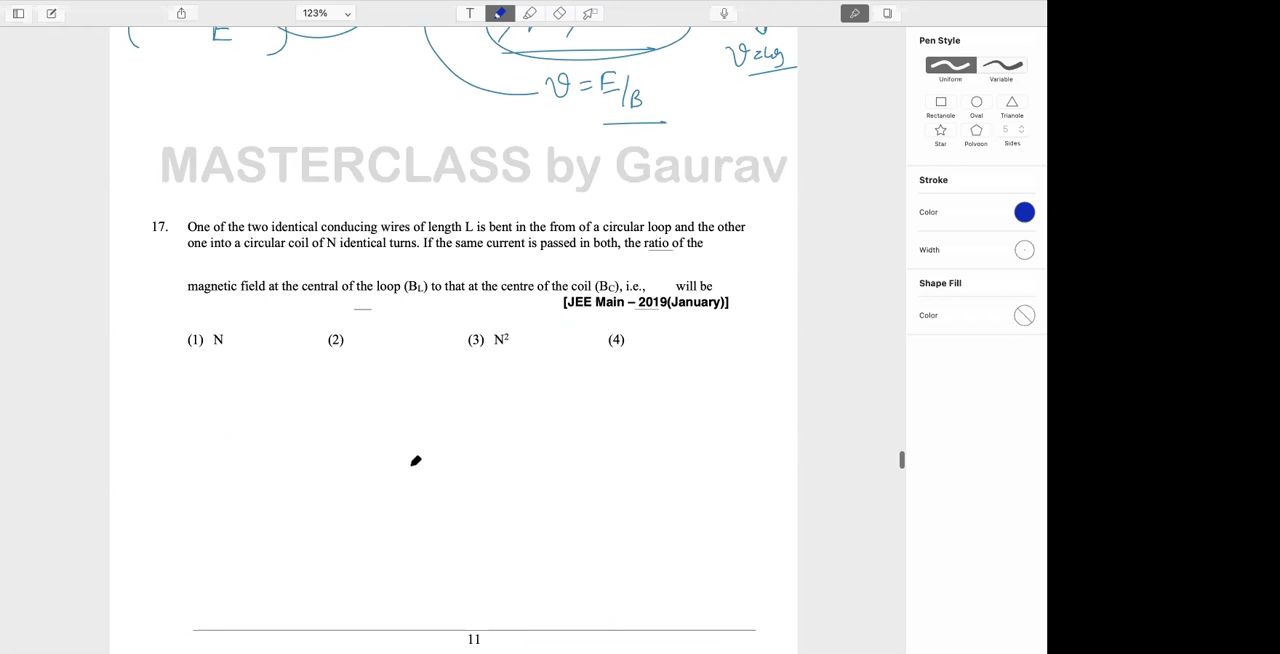 123%
T
E
v = E/B
MASTERCLASS by Gaurav
17. One of the two identical conducting wires of length L is bent in the from of a circular loop and the other
one into a circular coil of N identical turns. If the same current is passed in both, the ratio of the
magnetic field at the central of the loop (BL) to that at the centre of the coil (BC), i.e., will be
[JEE Main – 2019(January)]
(1) N (2) (3) N² (4)
11
Pen Style
Uniform Variable
Rectangle Oval Triangle
5
Star Polygon Sides
Stroke
Color
Width
Shape Fill
Color